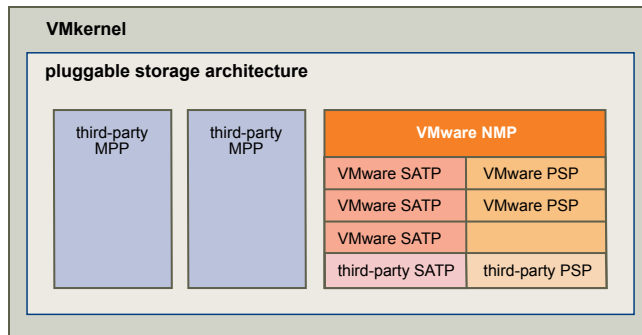 VMkernel
pluggable storage architecture
third-party
MPP
third-party
MPP
VMware NMP
VMware SATP
VMware PSP
VMware SATP
VMware PSP
VMware SATP
third-party SATP
third-party PSP